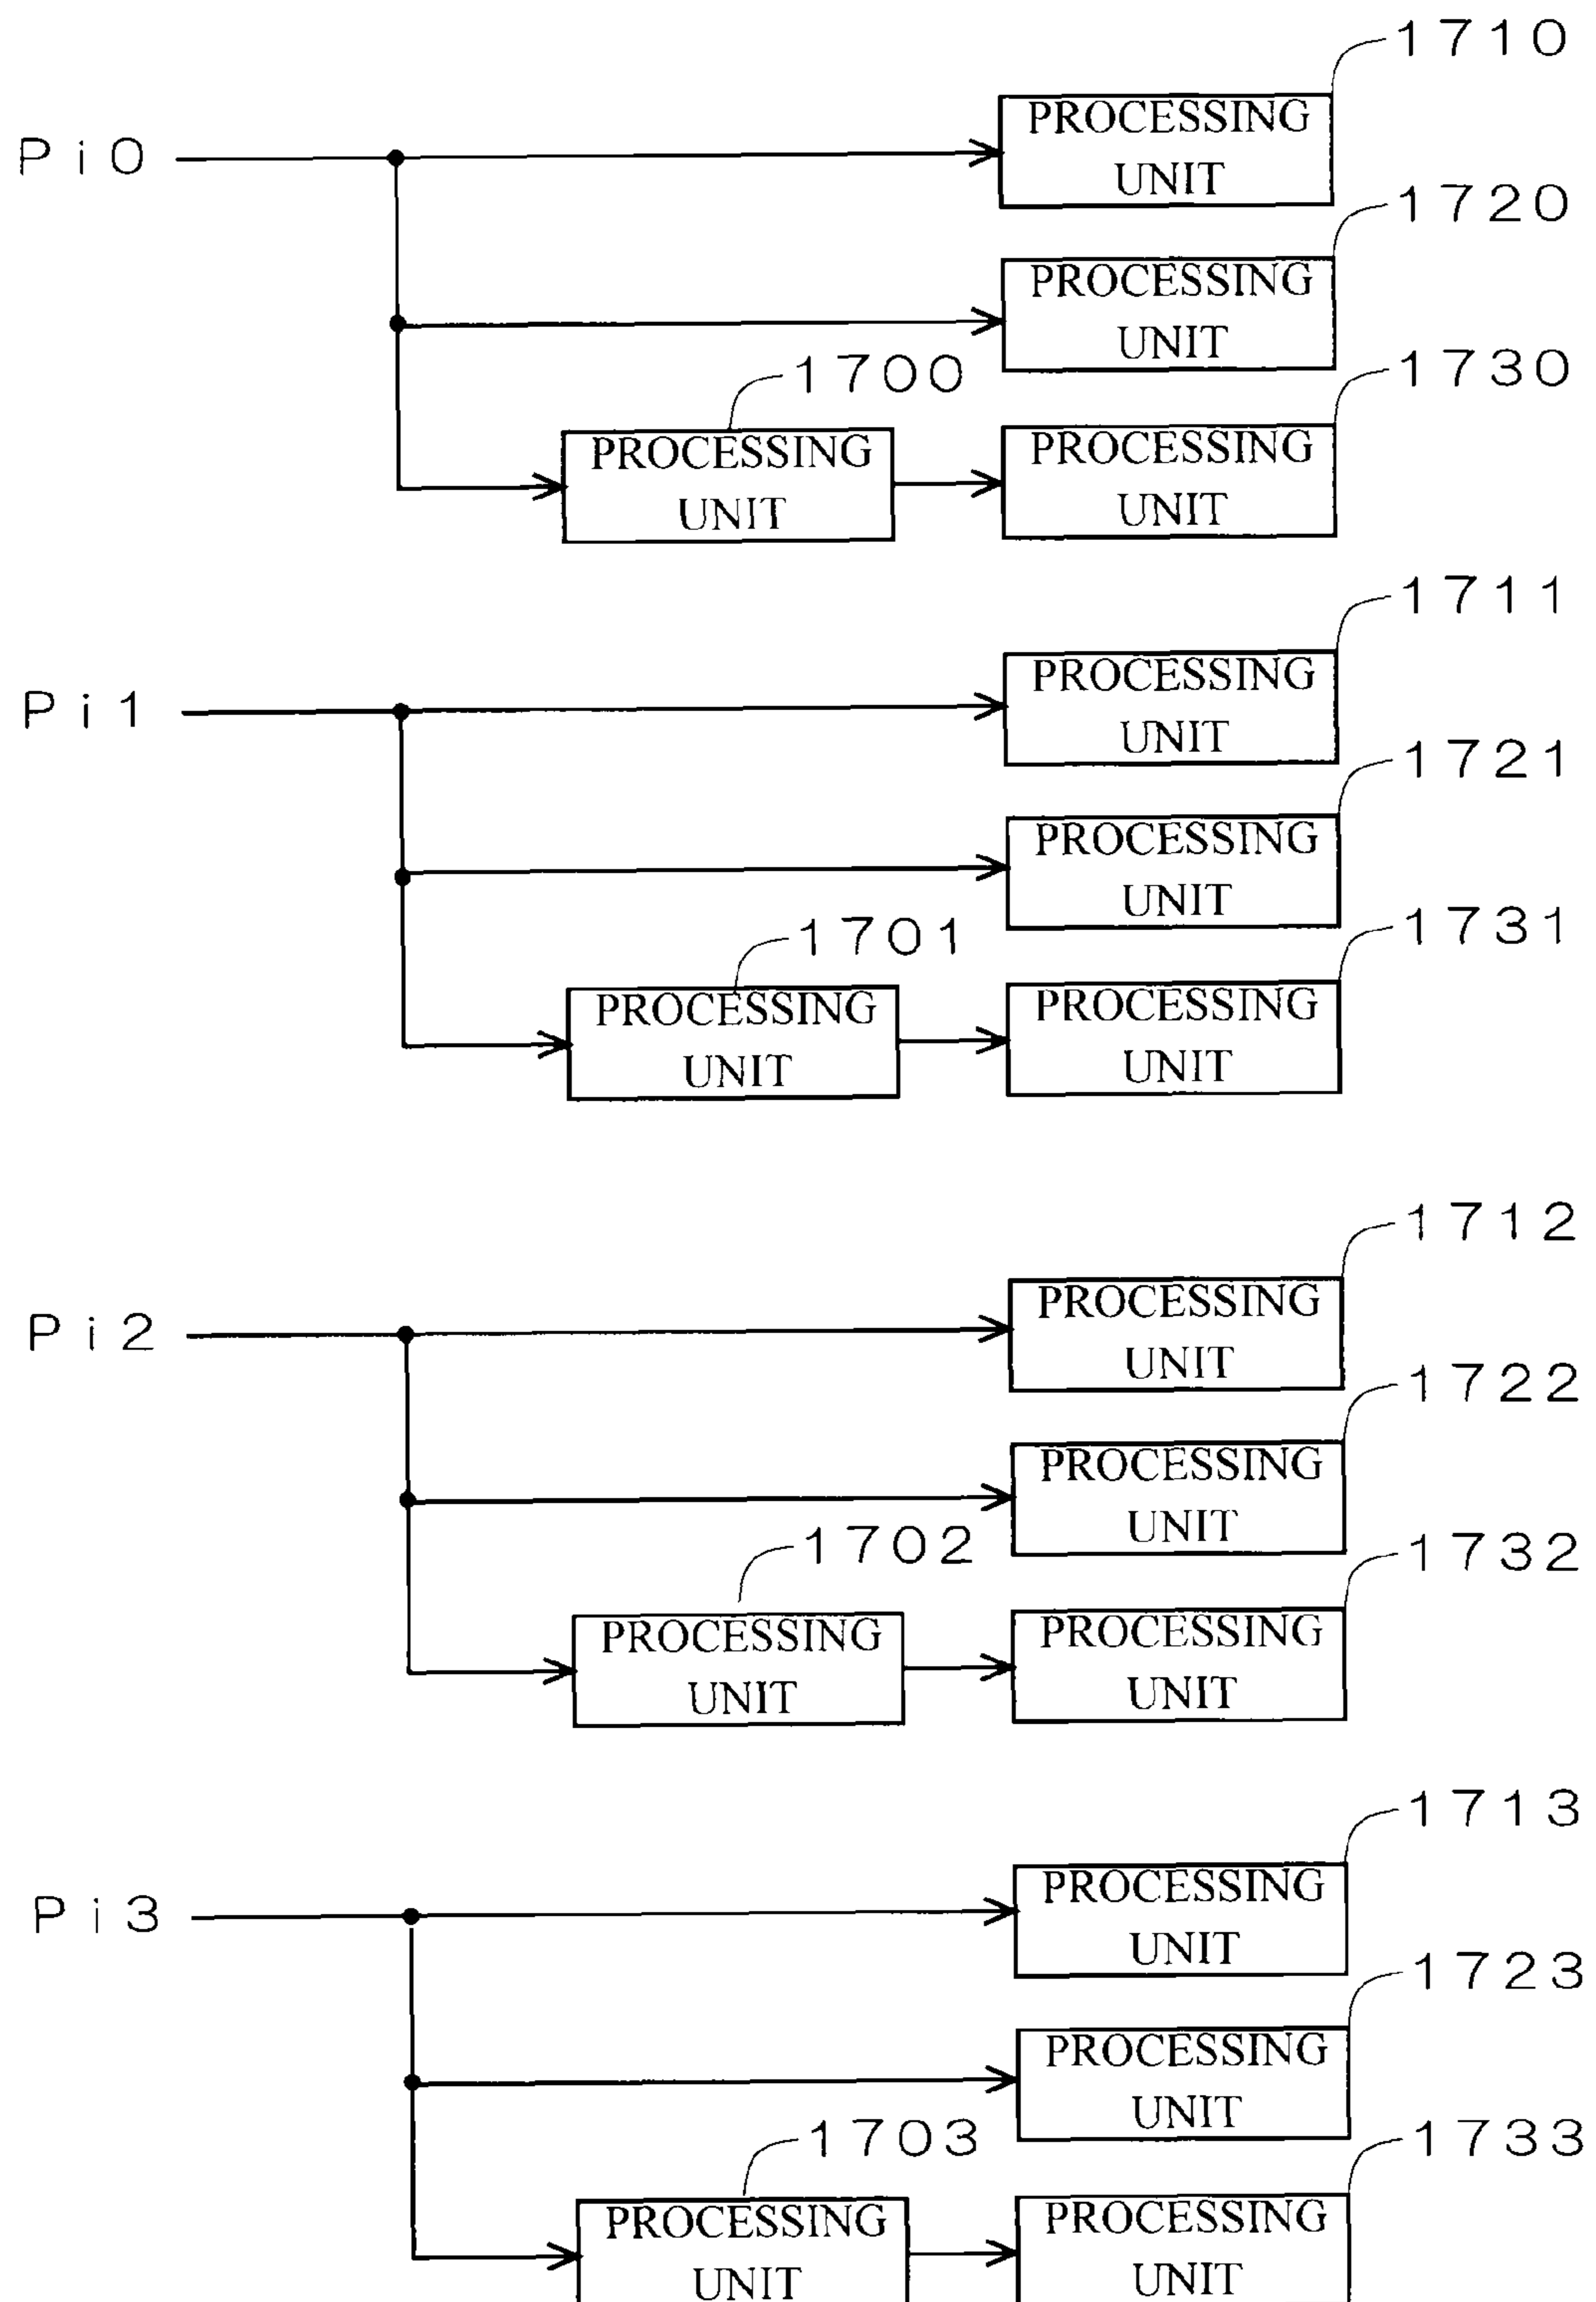 1710
PROCESSING
UNIT
Pi0
1720
PROCESSING
UNIT
1700
1730
PROCESSING
UNIT
PROCESSING
UNIT
1711
PROCESSING
UNIT
Pi1
1721
PROCESSING
UNIT
1701
1731
PROCESSING
UNIT
PROCESSING
UNIT
1712
PROCESSING
UNIT
Pi2
1722
PROCESSING
UNIT
1702
1732
PROCESSING
UNIT
PROCESSING
UNIT
1713
PROCESSING
UNIT
Pi3
1723
PROCESSING
UNIT
1703
1733
PROCESSING
UNIT
PROCESSING
UNIT